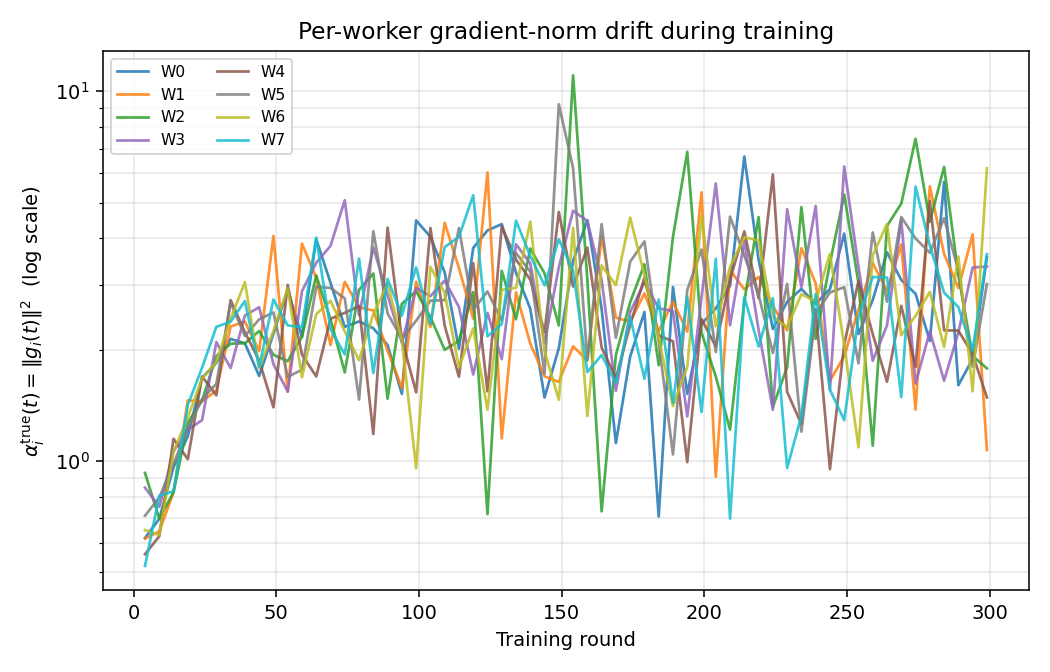 Per-worker gradient-norm drift during training
W0 W4
W1 W5
W2 W6
W3 W7
10¹
10⁰
α_i^true(t) = ‖g_i(t)‖² (log scale)
0 50 100 150 200 250 300
Training round